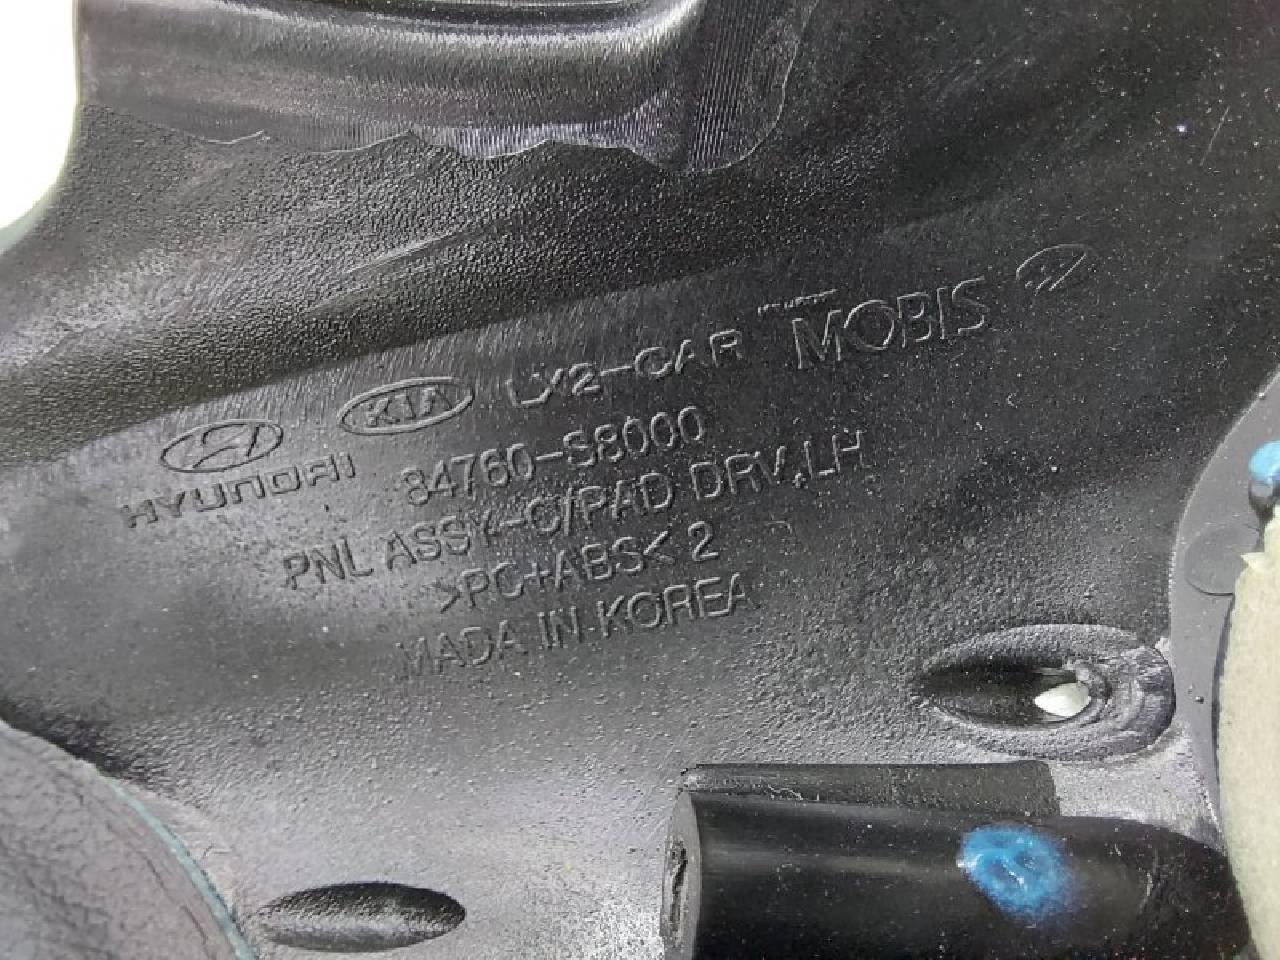 HYUNDAI KIA LX2-CAR MOBIS
84760-S8000
PNL ASSY-C/PAD DRV,LH
>PC+ABS< 2
MADA IN KOREA